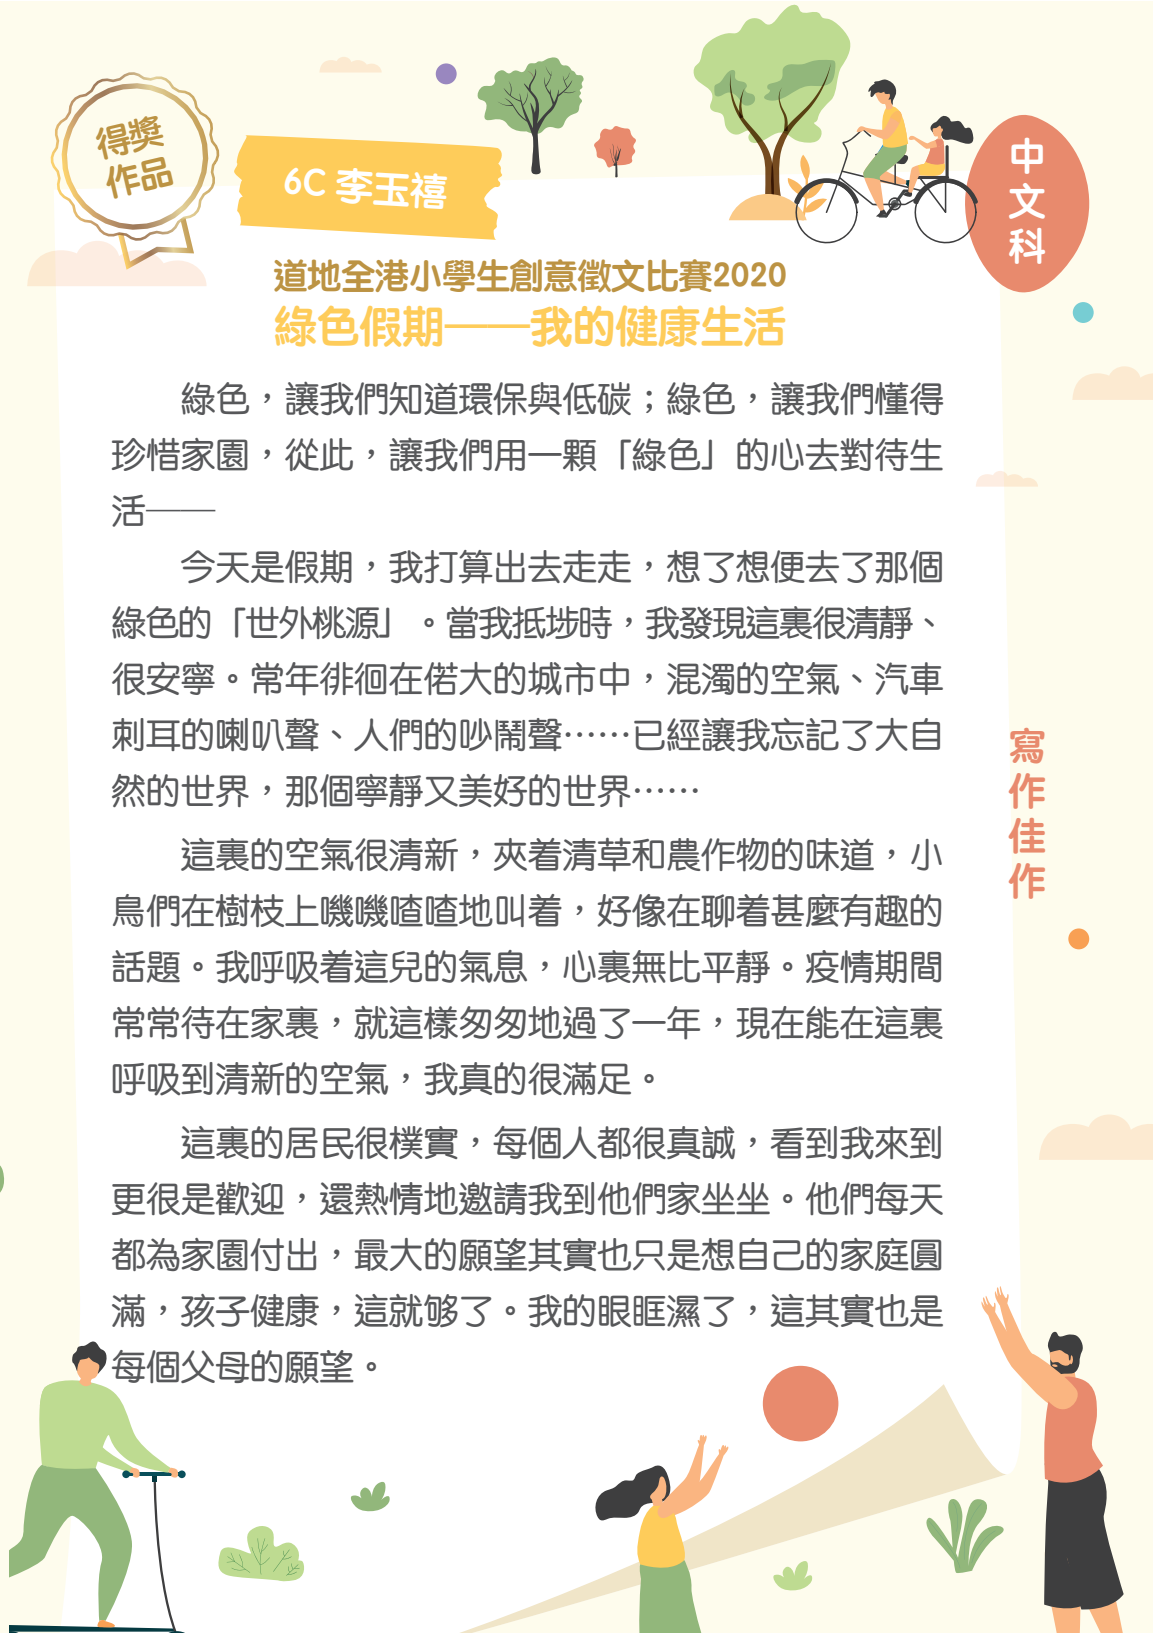 得獎
作品
6C 李玉禧
中文科
道地全港小學生創意徵文比賽2020
綠色假期——我的健康生活
綠色，讓我們知道環保與低碳；綠色，讓我們懂得
珍惜家園，從此，讓我們用一顆「綠色」的心去對待生
活——
今天是假期，我打算出去走走，想了想便去了那個
綠色的「世外桃源」。當我抵埗時，我發現這裏很清靜、
很安寧。常年徘徊在偌大的城市中，混濁的空氣、汽車
刺耳的喇叭聲、人們的吵鬧聲……已經讓我忘記了大自
然的世界，那個寧靜又美好的世界……
這裏的空氣很清新，夾着清草和農作物的味道，小
鳥們在樹枝上嘰嘰喳喳地叫着，好像在聊着甚麼有趣的
話題。我呼吸着這兒的氣息，心裏無比平靜。疫情期間
常常待在家裏，就這樣匆匆地過了一年，現在能在這裏
呼吸到清新的空氣，我真的很滿足。
這裏的居民很樸實，每個人都很真誠，看到我來到
更很是歡迎，還熱情地邀請我到他們家坐坐。他們每天
都為家園付出，最大的願望其實也只是想自己的家庭圓
滿，孩子健康，這就够了。我的眼眶濕了，這其實也是
每個父母的願望。
寫作佳作